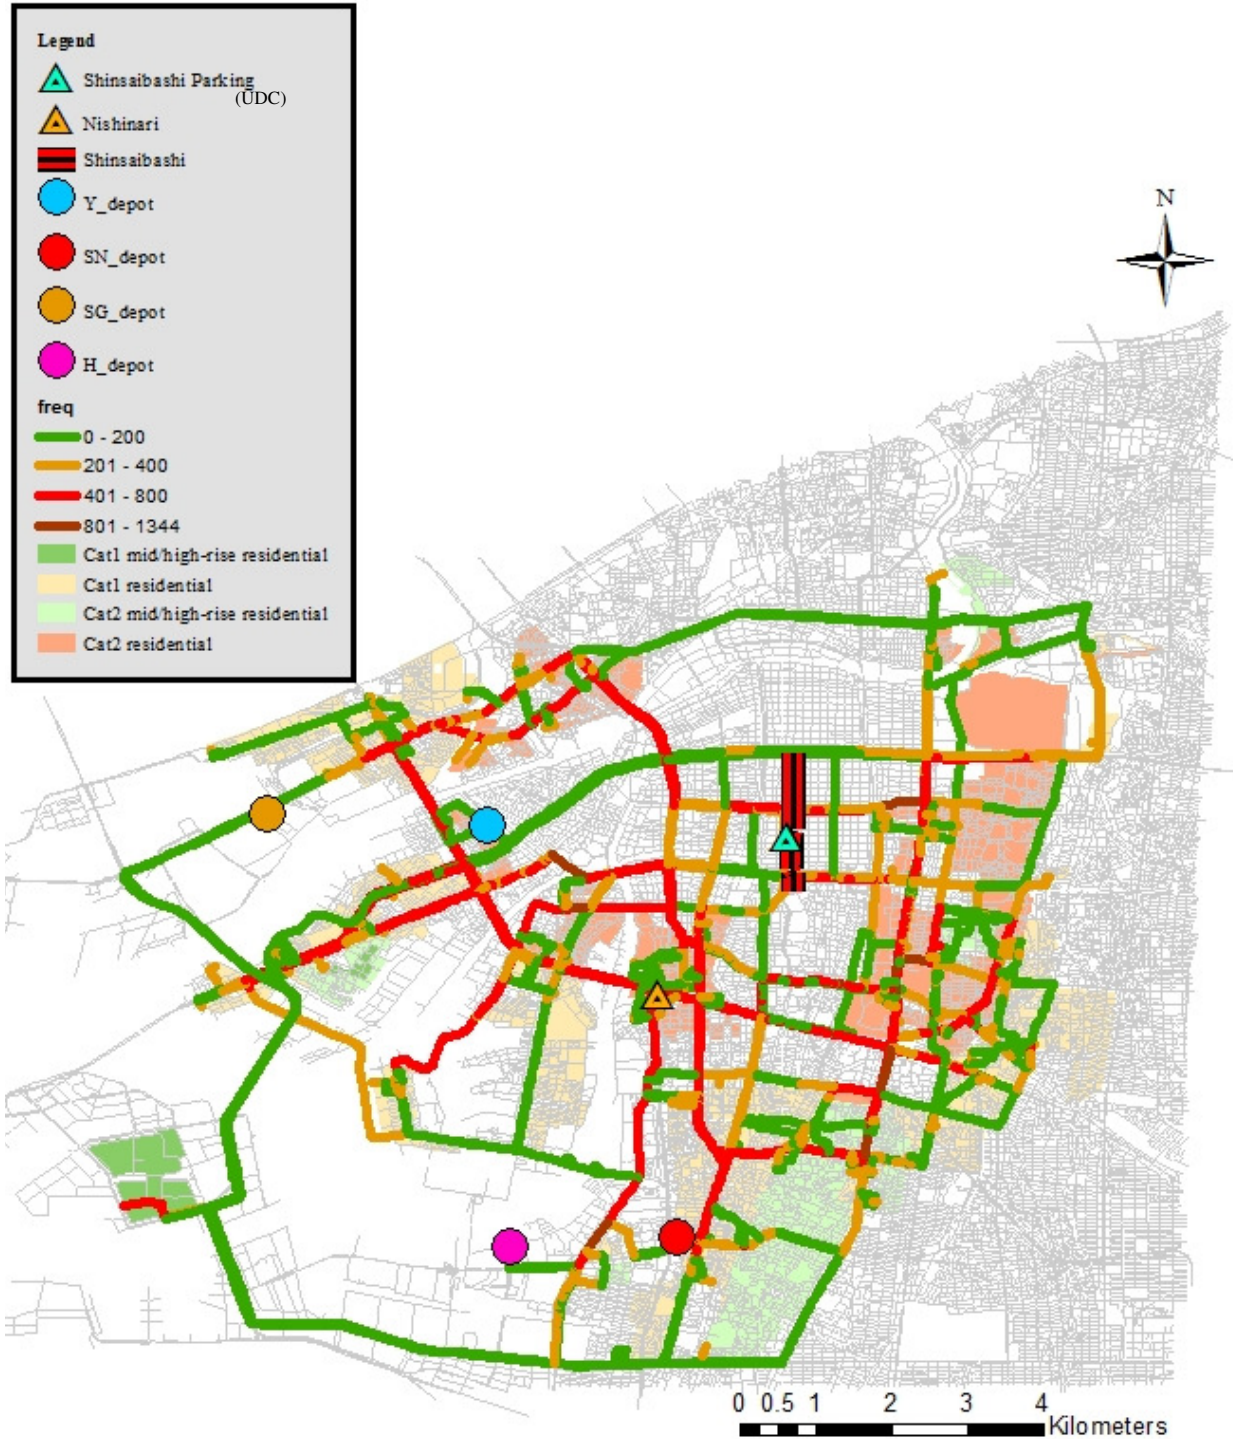 Legend
Shinsaibashi Parking
(UDC)
Nishinari
Shinsaibashi
Y_depot
SN_depot
SG_depot
H_depot
freq
0 - 200
201 - 400
401 - 800
801 - 1344
Cat1 mid/high-rise residential
Cat1 residential
Cat2 mid/high-rise residential
Cat2 residential
N
0 0.5 1 2 3 4
Kilometers